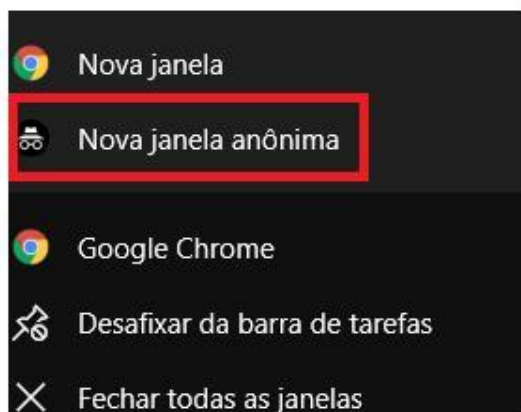 Nova janela
Nova janela anônima
Google Chrome
Desafixar da barra de tarefas
Fechar todas as janelas